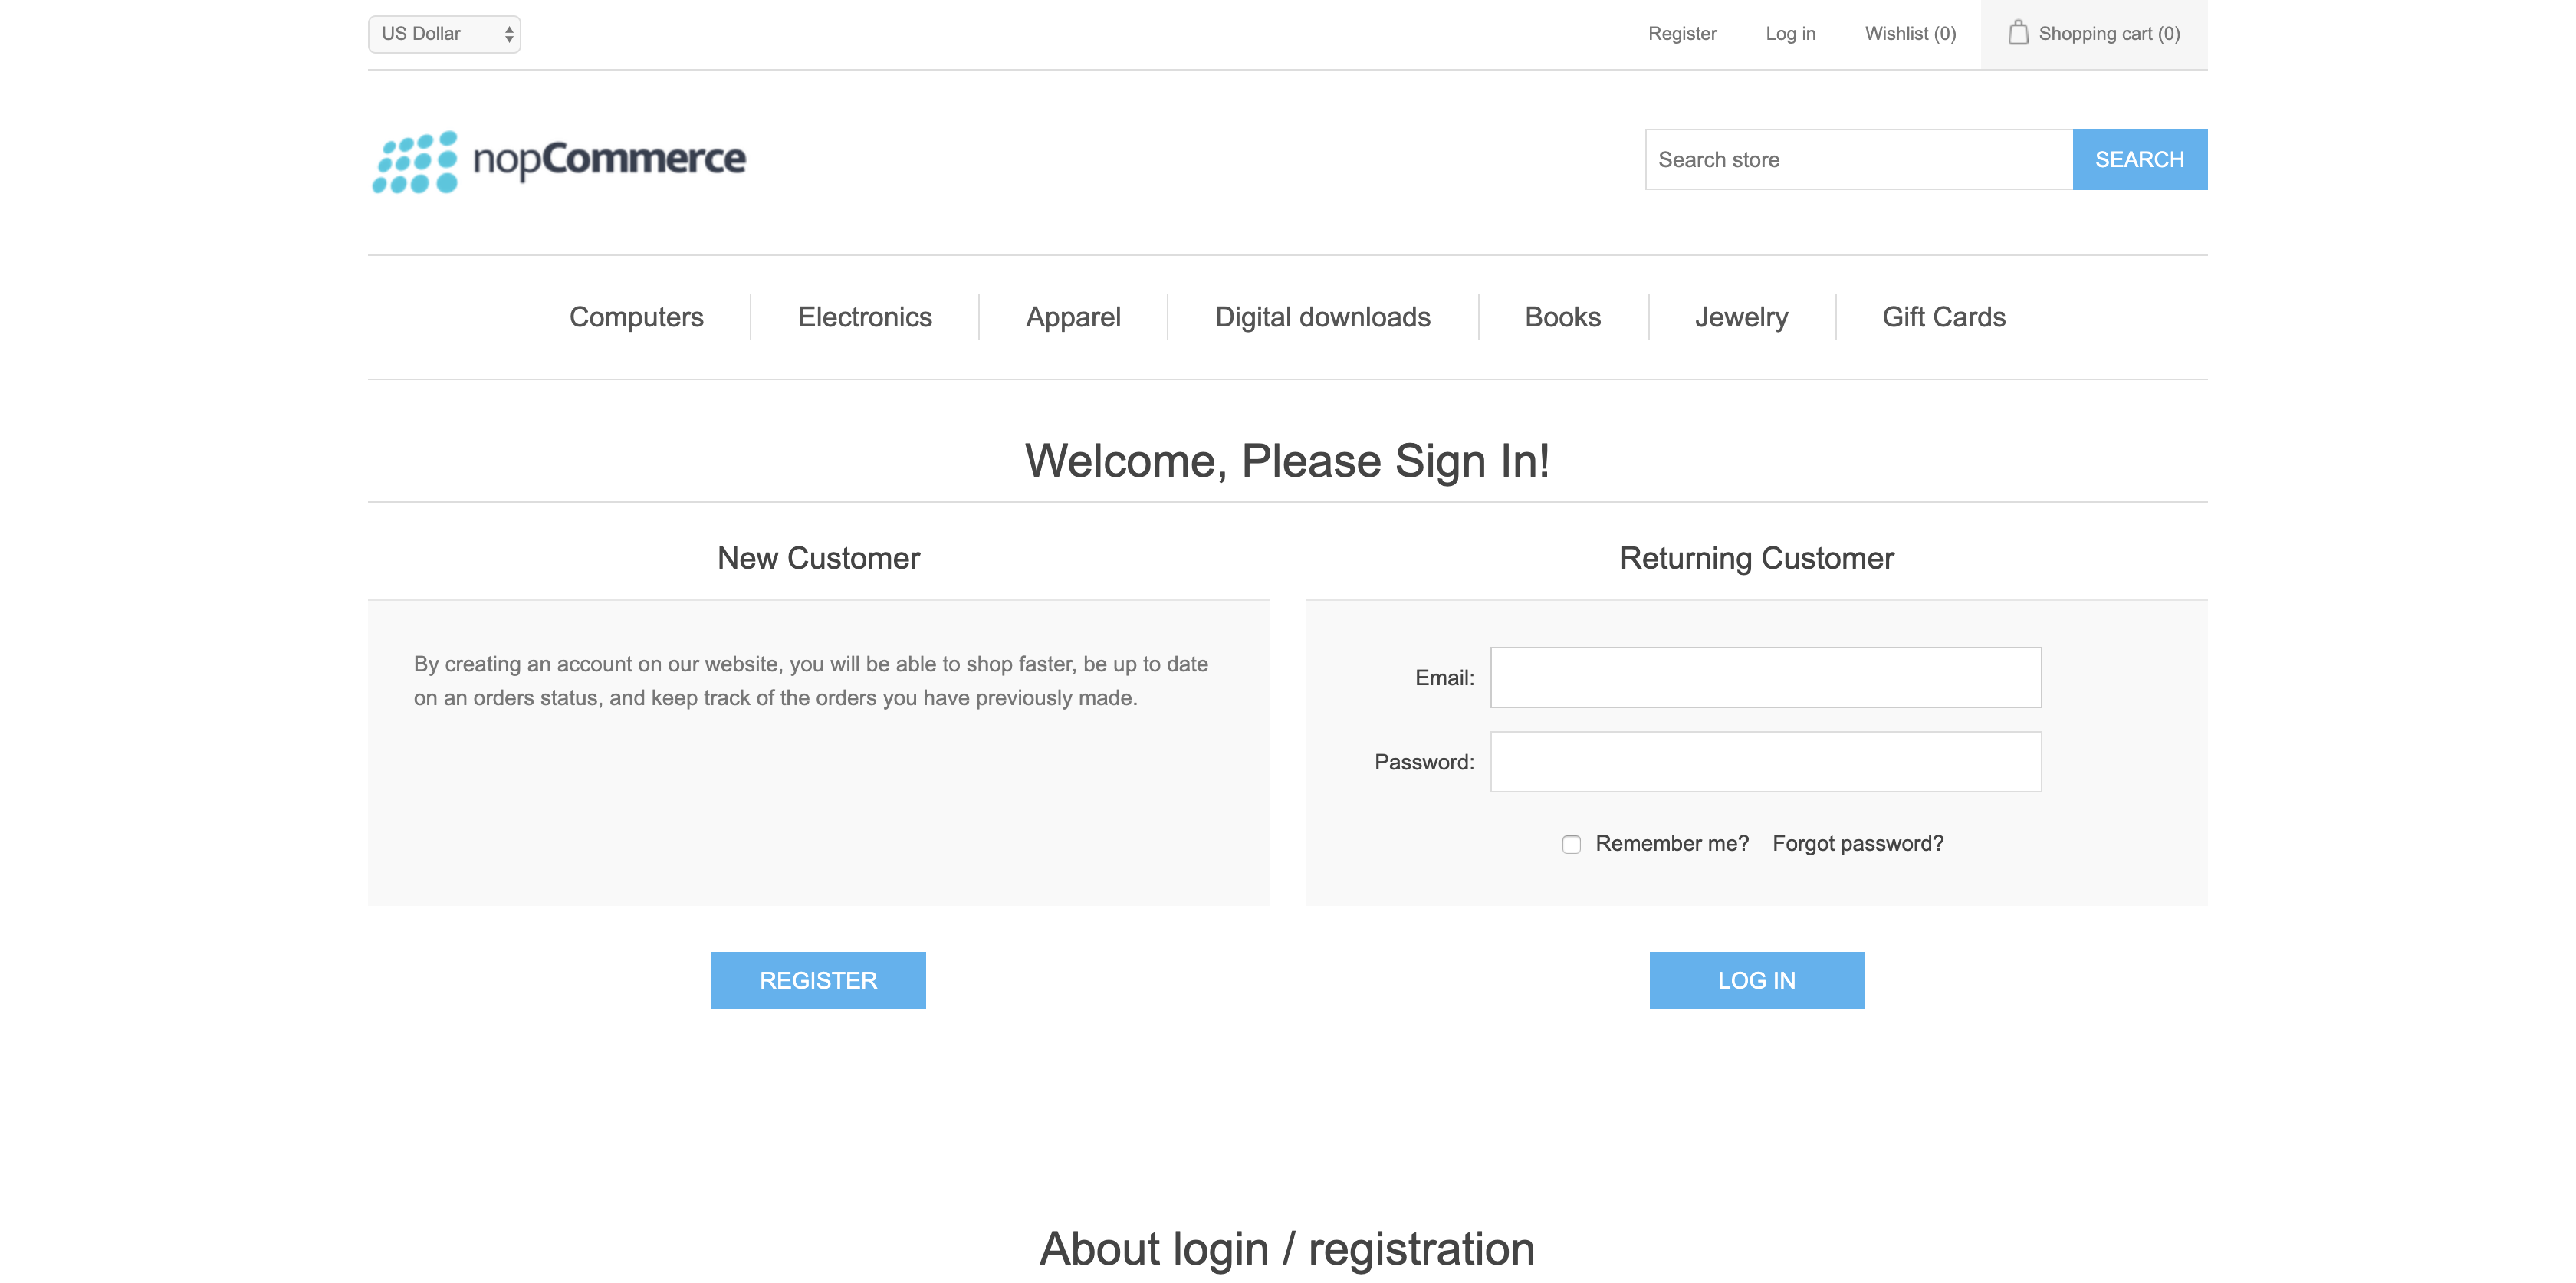 US Dollar
Register
Log in
Wishlist (0)
Shopping cart (0)
nopCommerce
Search store
SEARCH
Computers
Electronics
Apparel
Digital downloads
Books
Jewelry
Gift Cards
Welcome, Please Sign In!
New Customer
By creating an account on our website, you will be able to shop faster, be up to date
on an orders status, and keep track of the orders you have previously made.
REGISTER
Returning Customer
Email:
Password:
Remember me?
Forgot password?
LOG IN
About login / registration